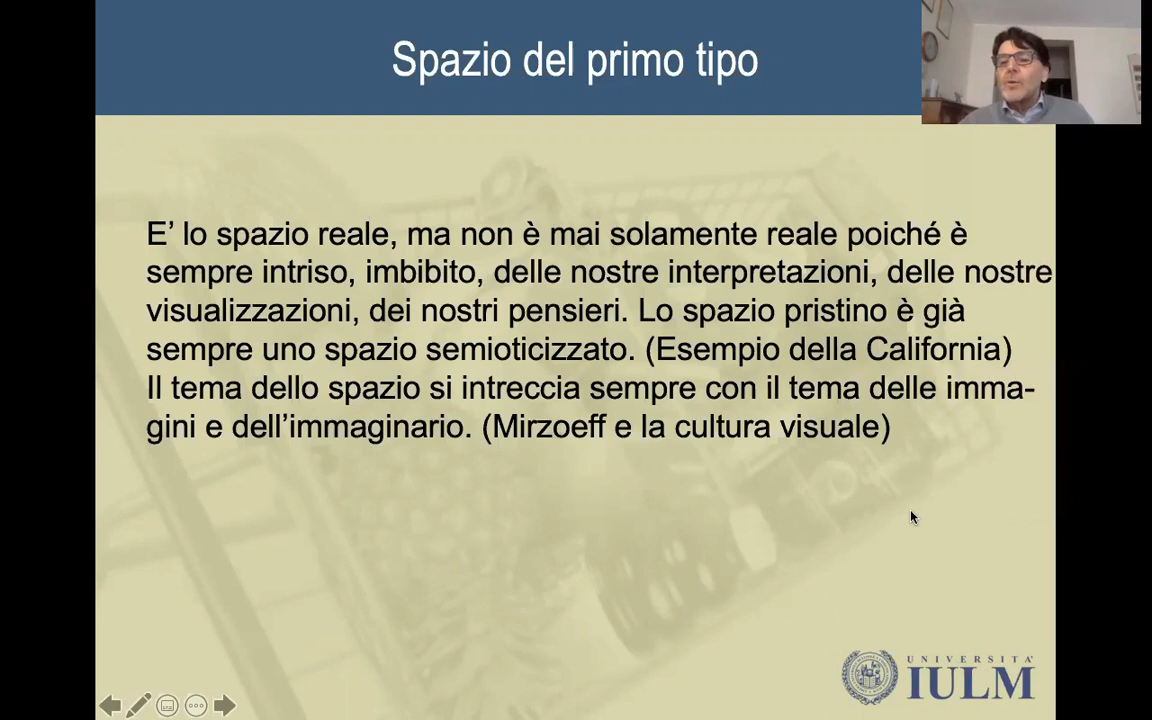 Spazio del primo tipo
E’ lo spazio reale, ma non è mai solamente reale poiché è
sempre intriso, imbibito, delle nostre interpretazioni, delle nostre
visualizzazioni, dei nostri pensieri. Lo spazio pristino è già
sempre uno spazio semioticizzato. (Esempio della California)
Il tema dello spazio si intreccia sempre con il tema delle imma-
gini e dell’immaginario. (Mirzoeff e la cultura visuale)
UNIVERSITA’
IULM